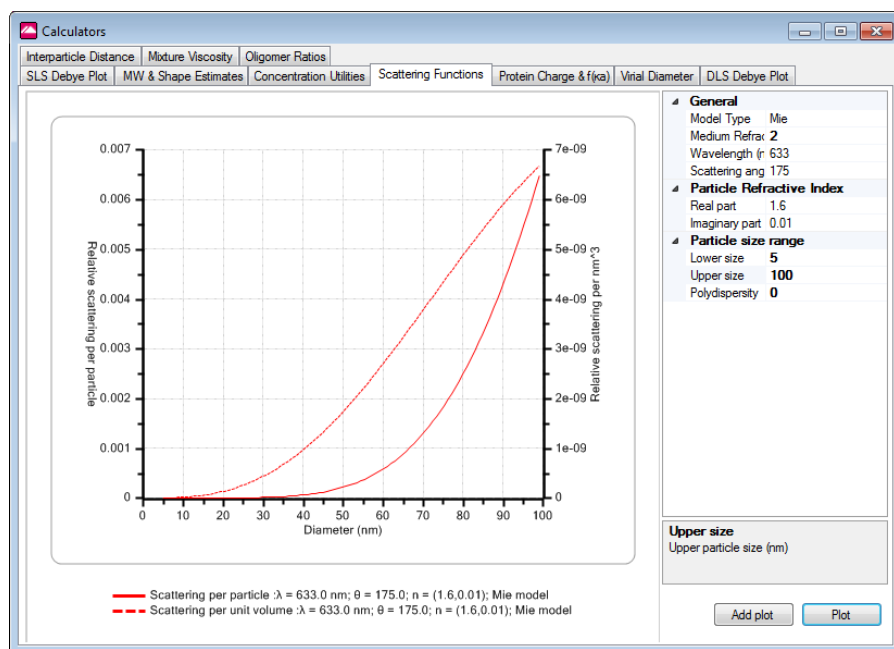 Calculators
Interparticle Distance Mixture Viscosity Oligomer Ratios
SLS Debye Plot MW & Shape Estimates Concentration Utilities Scattering Functions Protein Charge & f(κa) Virial Diameter DLS Debye Plot
General
Model Type Mie
Medium Refrac 2
Wavelength (n 633
Scattering ang 175
Particle Refractive Index
Real part 1.6
Imaginary part 0.01
Particle size range
Lower size 5
Upper size 100
Polydispersity 0
0.007 7e-09
0.006 6e-09
0.005 5e-09
0.004 4e-09
0.003 3e-09
0.002 2e-09
0.001 1e-09
0 0
Relative scattering per particle
Relative scattering per nm^3
0 10 20 30 40 50 60 70 80 90 100
Diameter (nm)
Scattering per particle :λ = 633.0 nm; θ = 175.0; n = (1.6,0.01); Mie model
Scattering per unit volume :λ = 633.0 nm; θ = 175.0; n = (1.6,0.01); Mie model
Upper size
Upper particle size (nm)
Add plot Plot